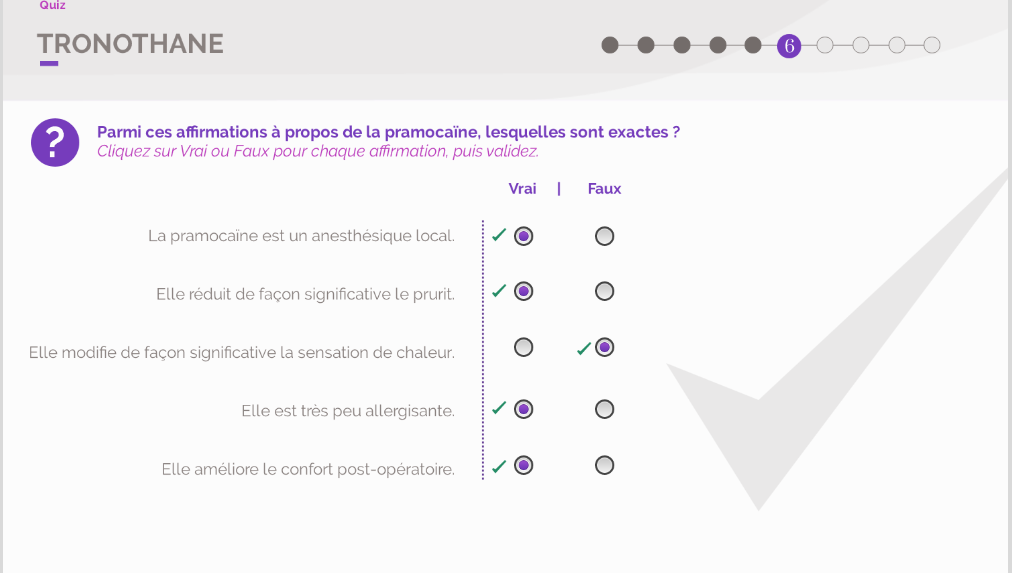 Quiz
TRONOTHANE
6
?
Parmi ces affirmations à propos de la pramocaïne, lesquelles sont exactes ?
Cliquez sur Vrai ou Faux pour chaque affirmation, puis validez.
Vrai | Faux
La pramocaïne est un anesthésique local.
Elle réduit de façon significative le prurit.
Elle modifie de façon significative la sensation de chaleur.
Elle est très peu allergisante.
Elle améliore le confort post-opératoire.